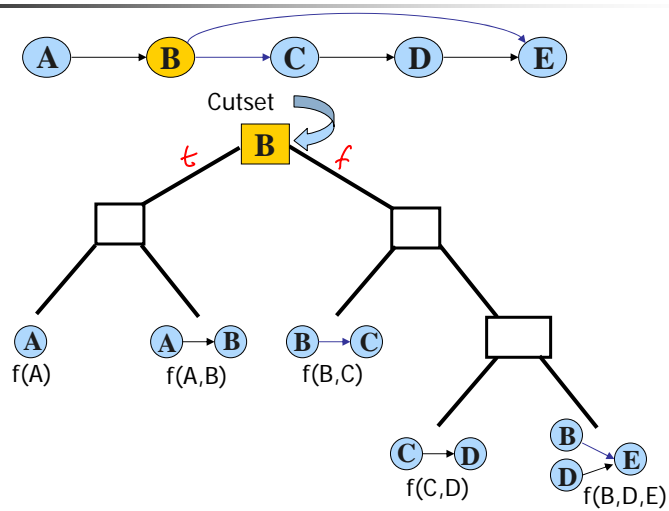 A B C D E
Cutset
B
t f
A A B B C
f(A) f(A,B) f(B,C)
B
C D E
D
f(C,D) f(B,D,E)